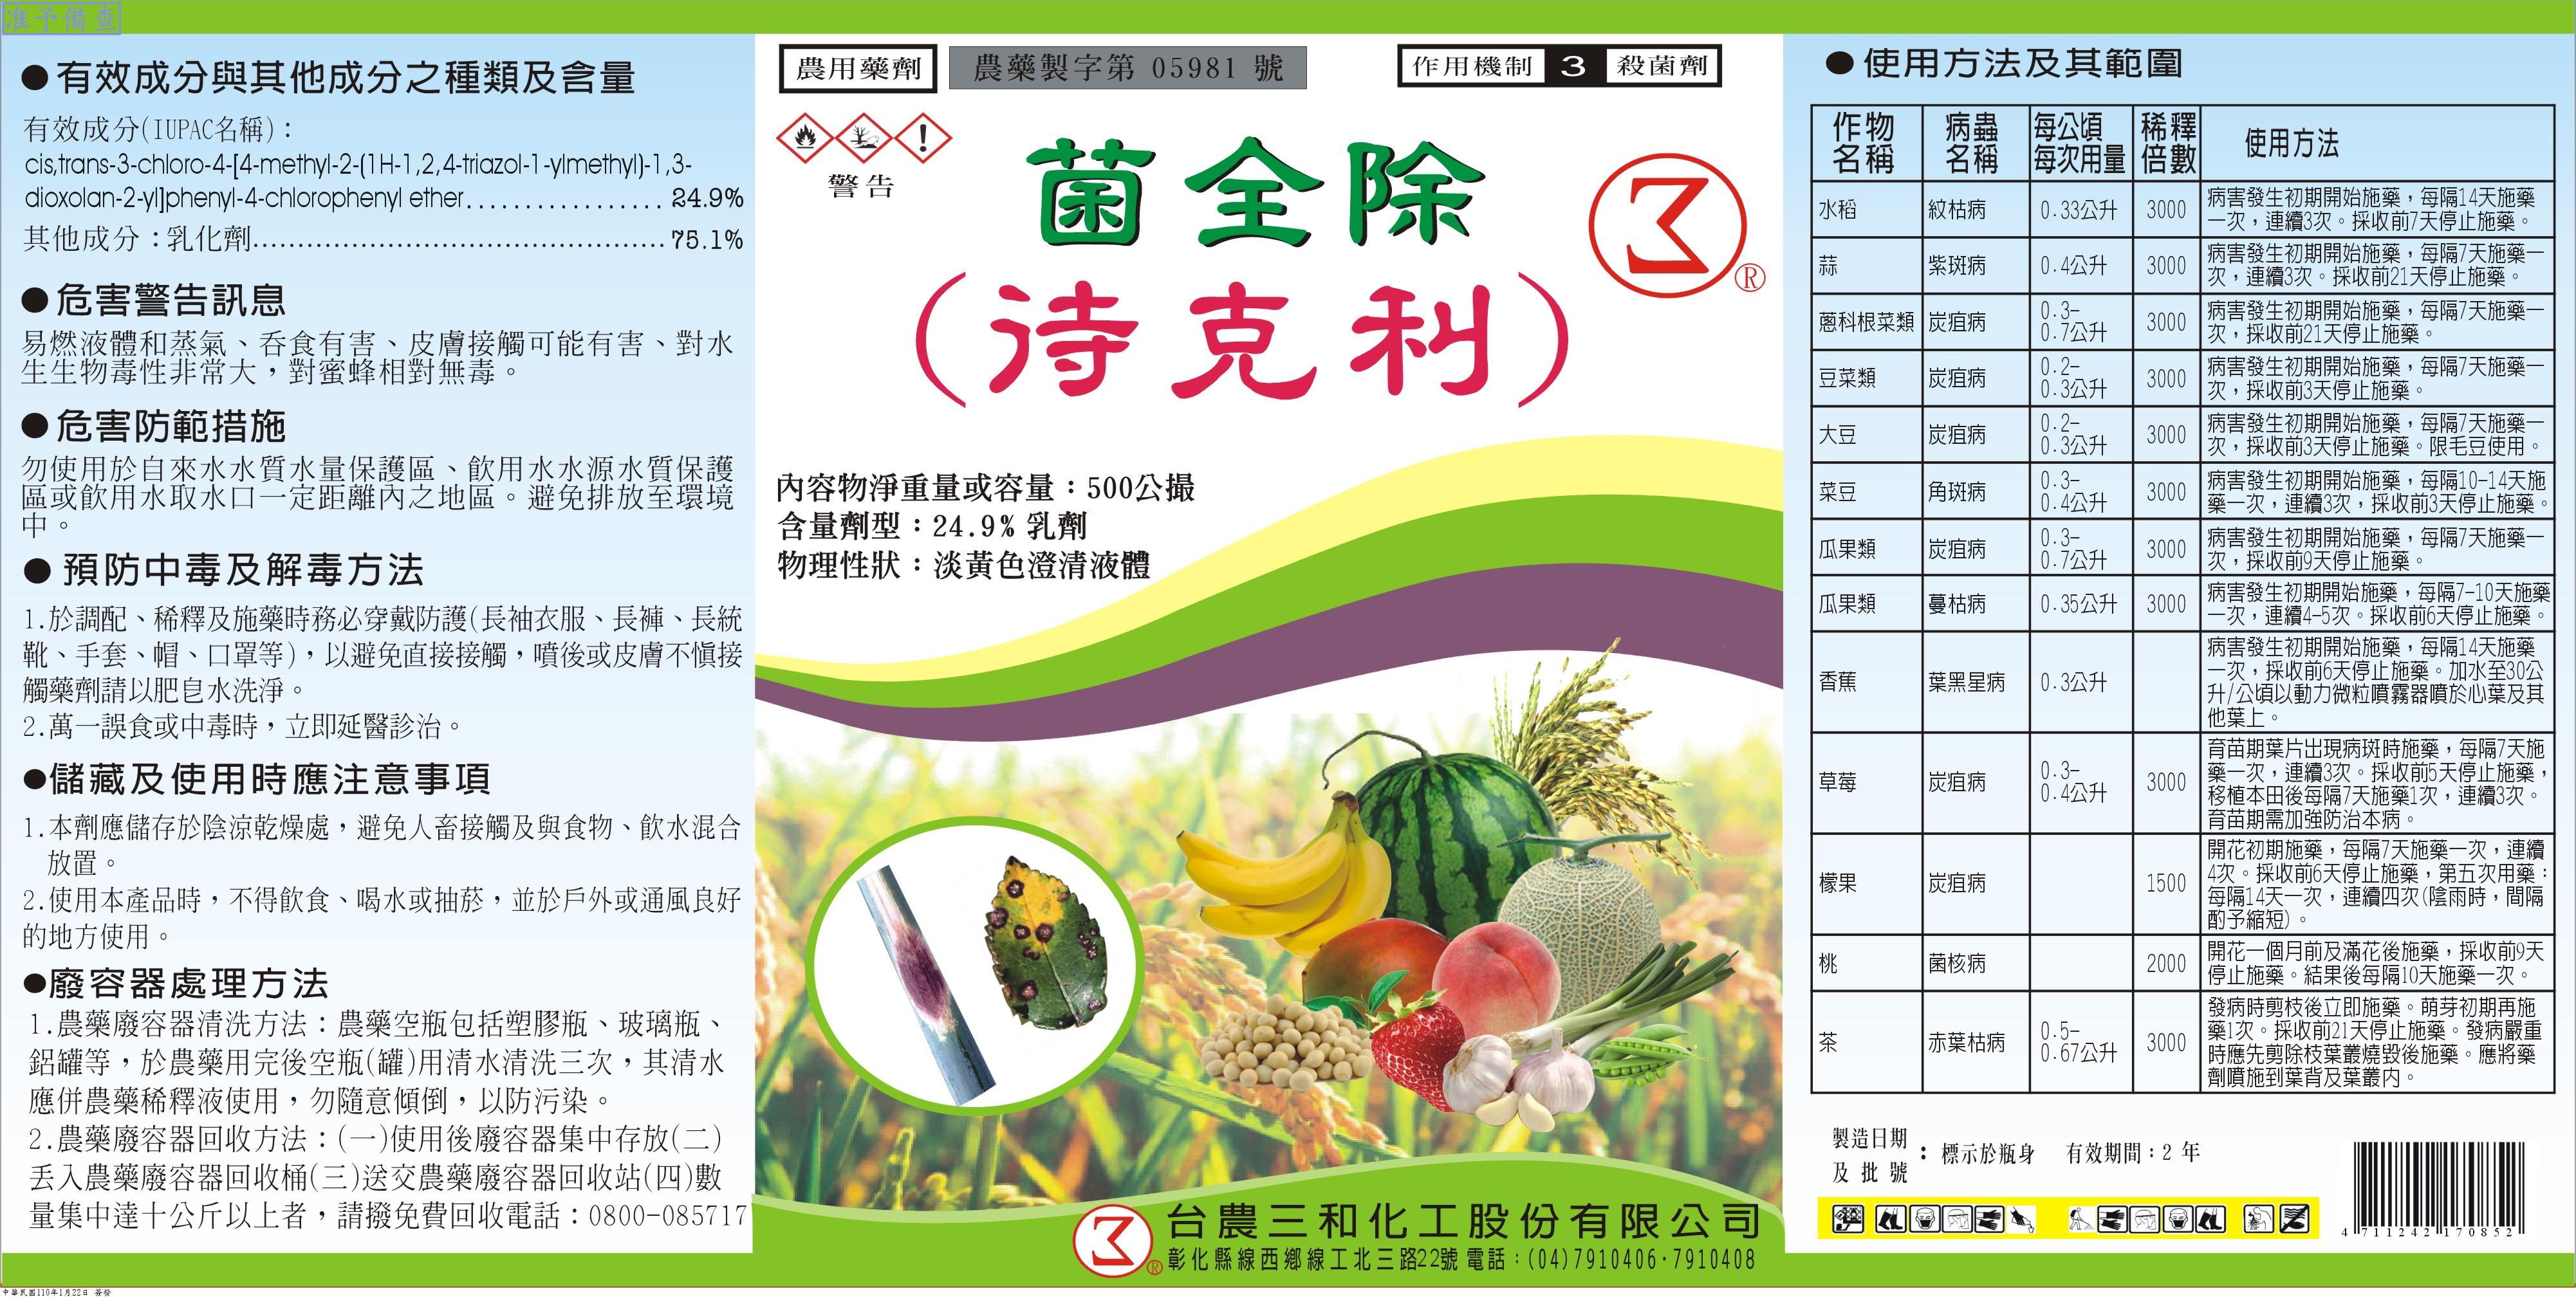 准予備查
●有效成分與其他成分之種類及含量
有效成分(IUPAC名稱)：
cis,trans-3-chloro-4-[4-methyl-2-(1H-1,2,4-triazol-1-ylmethyl)-1,3-
dioxolan-2-yl]phenyl-4-chlorophenyl ether.................. 24.9%
其他成分：乳化劑.............................................. 75.1%
●危害警告訊息
易燃液體和蒸氣、吞食有害、皮膚接觸可能有害、對水
生生物毒性非常大，對蜜蜂相對無毒。
●危害防範措施
勿使用於自來水水質水量保護區、飲用水水源水質保護
區或飲用水取水口一定距離內之地區。避免排放至環境
中。
●預防中毒及解毒方法
1.於調配、稀釋及施藥時務必穿戴防護(長袖衣服、長褲、長統
靴、手套、帽、口罩等)，以避免直接接觸，噴後或皮膚不慎接
觸藥劑請以肥皂水洗淨。
2.萬一誤食或中毒時，立即延醫診治。
●儲藏及使用時應注意事項
1.本劑應儲存於陰涼乾燥處，避免人畜接觸及與食物、飲水混合
放置。
2.使用本產品時，不得飲食、喝水或抽菸，並於戶外或通風良好
的地方使用。
●廢容器處理方法
1.農藥廢容器清洗方法：農藥空瓶包括塑膠瓶、玻璃瓶、
鋁罐等，於農藥用完後空瓶(罐)用清水清洗三次，其清水
應併農藥稀釋液使用，勿隨意傾倒，以防污染。
2.農藥廢容器回收方法：(一)使用後廢容器集中存放(二)
丟入農藥廢容器回收桶(三)送交農藥廢容器回收站(四)數
量集中達十公斤以上者，請撥免費回收電話：0800-085717
農用藥劑 農藥製字第 05981 號 作用機制 3 殺菌劑
警告
菌全除
(待克利)
®
內容物淨重量或容量：500公撮
含量劑型：24.9% 乳劑
物理性狀：淡黃色澄清液體
® 台農三和化工股份有限公司
彰化縣線西鄉線工北三路22號 電話：(04)7910406·7910408
●使用方法及其範圍
作物名稱 病蟲名稱 每公頃每次用量 稀釋倍數 使用方法
水稻 紋枯病 0.33公升 3000 病害發生初期開始施藥，每隔14天施藥
一次，連續3次。採收前7天停止施藥。
蒜 紫斑病 0.4公升 3000 病害發生初期開始施藥，每隔7天施藥一
次，連續3次。採收前21天停止施藥。
蔥科根菜類 炭疽病 0.3-0.7公升 3000 病害發生初期開始施藥，每隔7天施藥一
次，採收前21天停止施藥。
豆菜類 炭疽病 0.2-0.3公升 3000 病害發生初期開始施藥，每隔7天施藥一
次，採收前3天停止施藥。
大豆 炭疽病 0.2-0.3公升 3000 病害發生初期開始施藥，每隔7天施藥一
次，採收前3天停止施藥。限毛豆使用。
菜豆 角斑病 0.3-0.4公升 3000 病害發生初期開始施藥，每隔10-14天施
藥一次，連續3次，採收前3天停止施藥。
瓜果類 炭疽病 0.3-0.7公升 3000 病害發生初期開始施藥，每隔7天施藥一
次，採收前9天停止施藥。
瓜果類 蔓枯病 0.35公升 3000 病害發生初期開始施藥，每隔7-10天施藥
一次，連續4-5次。採收前6天停止施藥。
香蕉 葉黑星病 0.3公升 病害發生初期開始施藥，每隔14天施藥
一次，採收前6天停止施藥。加水至30公
升/公頃以動力微粒噴霧器噴於心葉及其
他葉上。
草莓 炭疽病 0.3-0.4公升 3000 育苗期葉片出現病斑時施藥，每隔7天施
藥一次，連續3次。採收前5天停止施藥，
移植本田後每隔7天施藥1次，連續3次。
育苗期需加強防治本病。
檬果 炭疽病 1500 開花初期施藥，每隔7天施藥一次，連續
4次。採收前6天停止施藥，第五次用藥：
每隔14天一次，連續四次(陰雨時，間隔
酌予縮短)。
桃 菌核病 2000 開花一個月前及滿花後施藥，採收前9天
停止施藥。結果後每隔10天施藥一次。
茶 赤葉枯病 0.5-0.67公升 3000 發病時剪枝後立即施藥。萌芽初期再施
藥1次。採收前21天停止施藥。發病嚴重
時應先剪除枝葉叢燒毀後施藥。應將藥
劑噴施到葉背及葉叢內。
製造日期及批號：標示於瓶身 有效期間：2 年
4 711242 170852
中華民國110年1月22日 簽發